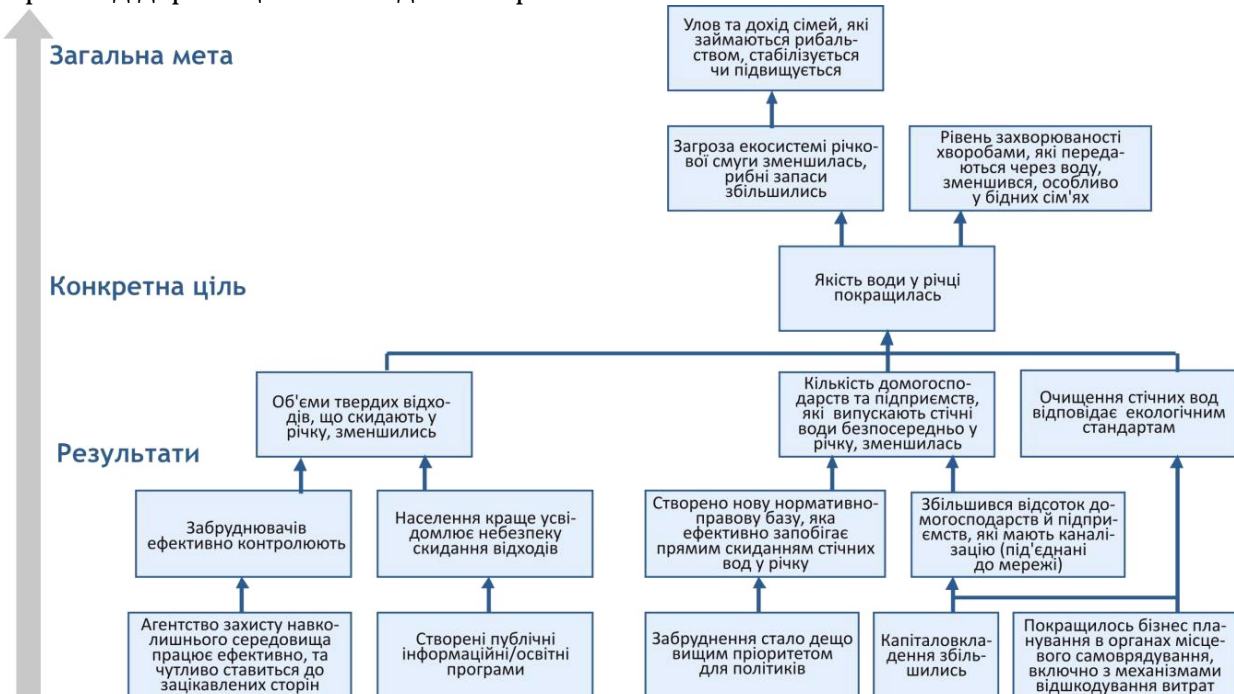 Загальна мета
Улов та дохід сімей, які
займаються рибаль-
ством, стабілізується
чи підвищується
Загроза екосистемі річко-
вої смуги зменшилась,
рибні запаси
збільшились
Рівень захворюваності
хворобами, які переда-
ються через воду,
зменшився, особливо
у бідних сім'ях
Конкретна ціль
Якість води у річці
покращилась
Результати
Об'єми твердих відхо-
дів, що скидають у
річку, зменшились
Кількість домогоспо-
дарств та підприємств,
які випускають стічні
води безпосередньо у
річку, зменшилась
Очищення стічних вод
відповідає екологічним
стандартам
Забруднювачів
ефективно контролюють
Населення краще усві-
домлює небезпеку
скидання відходів
Створено нову нормативно-
правову базу, яка
ефективно запобігає
прямим скиданням стічних
вод у річку
Збільшився відсоток до-
могосподарств й підпри-
ємств, які мають каналі-
зацію (під'єднані
до мережі)
Агентство захисту навко-
лишнього середовища
працює ефективно, та
чутливо ставиться до
зацікавлених сторін
Створені публічні
інформаційні/освітні
програми
Забруднення стало дещо
вищим пріоритетом
для політиків
Капіталовкла-
дення збіль-
шились
Покращилось бізнес пла-
нування в органах місце-
вого самоврядування,
включно з механізмами
відшкодування витрат